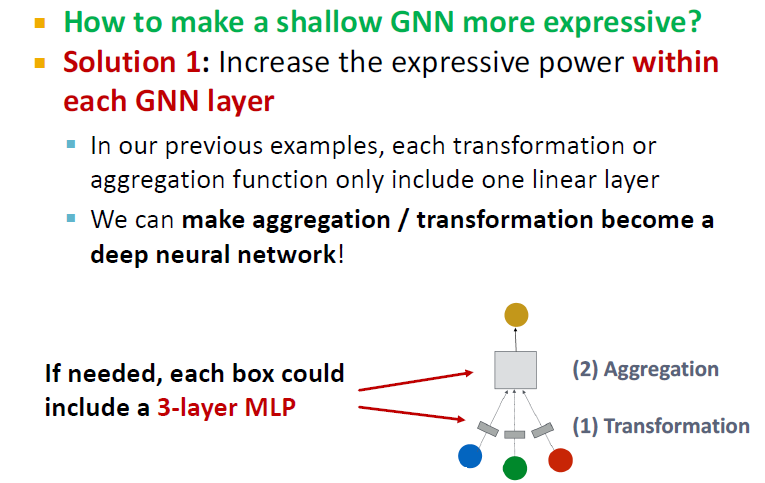 How to make a shallow GNN more expressive?
Solution 1: Increase the expressive power within
each GNN layer
In our previous examples, each transformation or
aggregation function only include one linear layer
We can make aggregation / transformation become a
deep neural network!
If needed, each box could
include a 3-layer MLP
(2) Aggregation
(1) Transformation